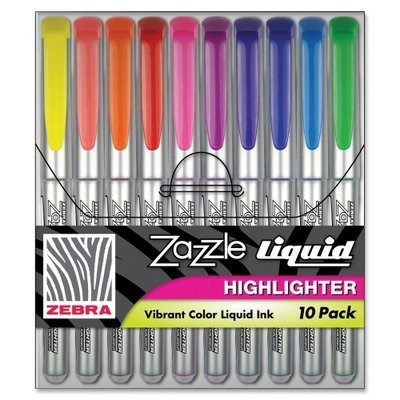 Zazzle Liquid
HIGHLIGHTER
ZEBRA
Vibrant Color Liquid Ink
10 Pack